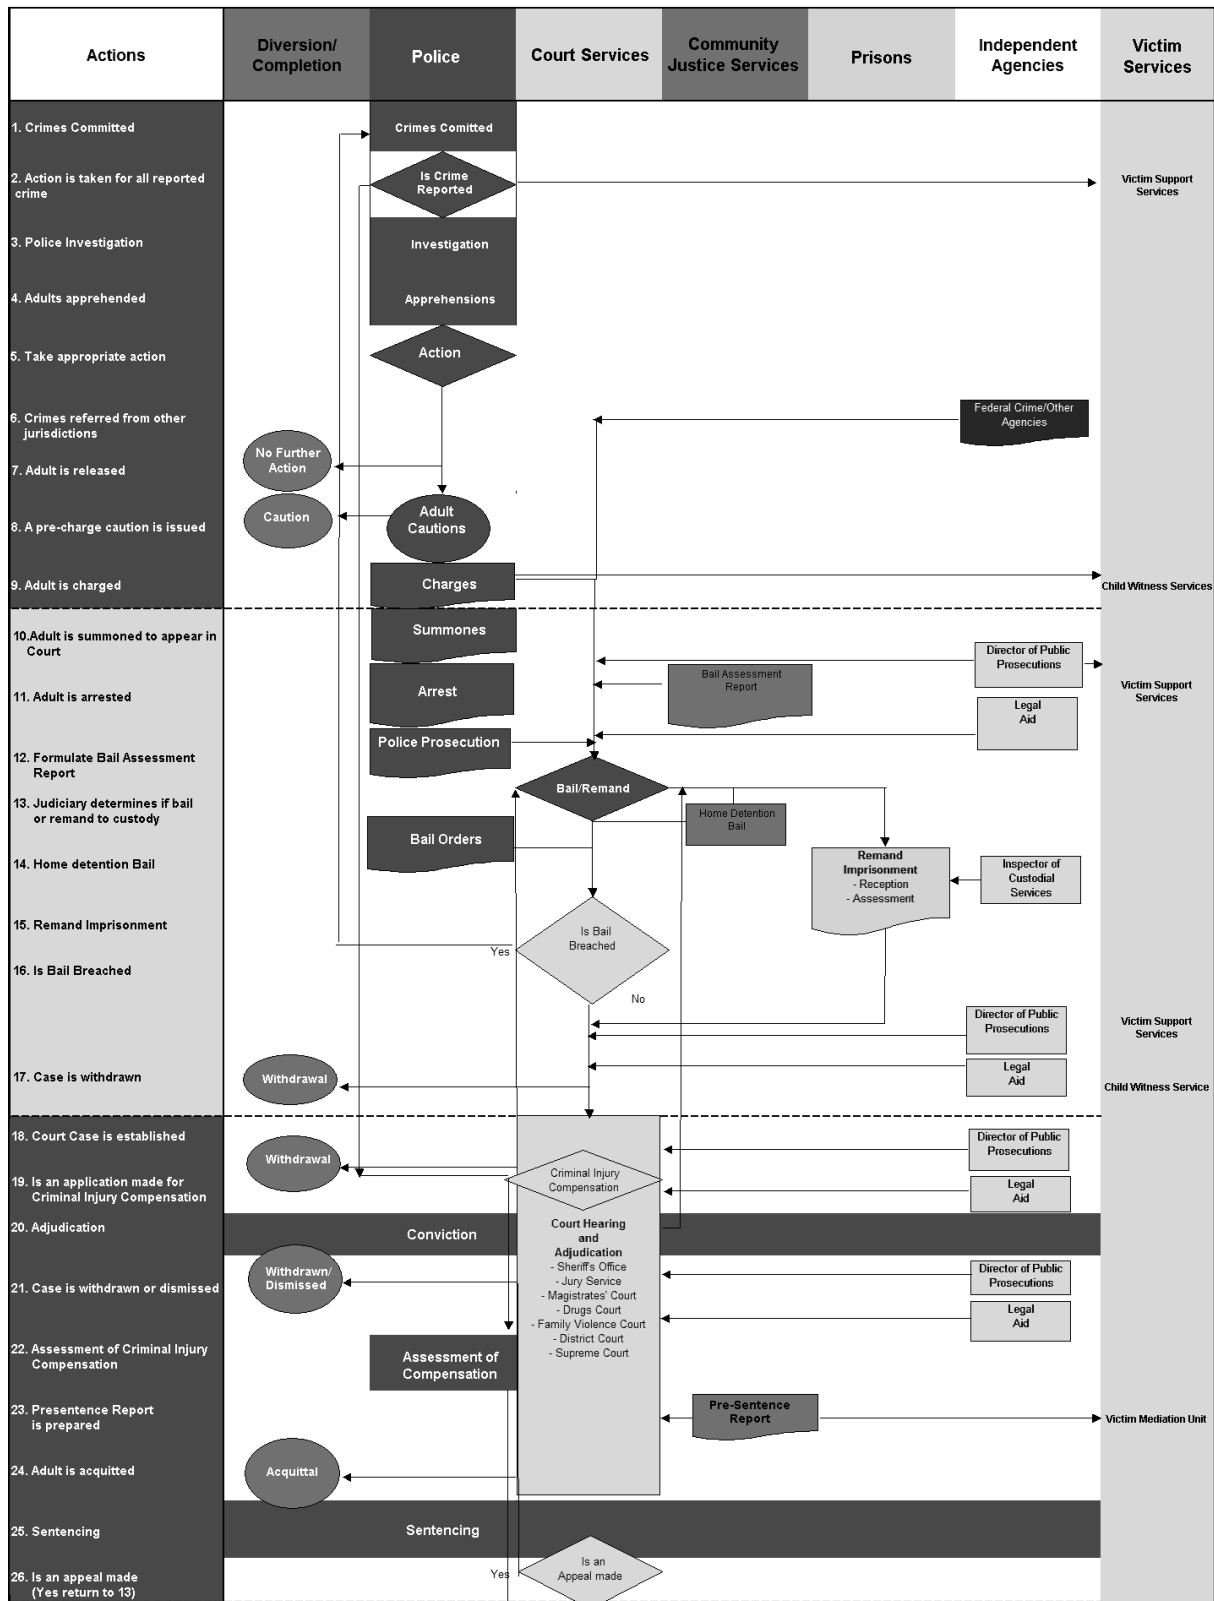 Actions
Diversion/
Completion
Police
Court Services
Community
Justice Services
Prisons
Independent
Agencies
Victim
Services
1. Crimes Committed
Crimes Comitted
2. Action is taken for all reported
crime
Is Crime
Reported
Victim Support
Services
3. Police Investigation
Investigation
4. Adults apprehended
Apprehensions
5. Take appropriate action
Action
6. Crimes referred from other
jurisdictions
Federal Crime/Other
Agencies
No Further
Action
7. Adult is released
Caution
Adult
Cautions
8. A pre-charge caution is issued
9. Adult is charged
Charges
Child Witness Services
10.Adult is summoned to appear in
Court
Summones
Director of Public
Prosecutions
Bail Assessment
Report
11. Adult is arrested
Arrest
Victim Support
Services
Legal
Aid
Police Prosecution
12. Formulate Bail Assessment
Report
13. Judiciary determines if bail
or remand to custody
Bail/Remand
Home Detention
Bail
Bail Orders
14. Home detention Bail
Remand
Imprisonment
- Reception
- Assessment
Inspector of
Custodial
Services
15. Remand Imprisonment
Is Bail
Breached
Yes
16. Is Bail Breached
No
Director of Public
Prosecutions
Victim Support
Services
17. Case is withdrawn
Withdrawal
Legal
Aid
Child Witness Service
18. Court Case is established
Withdrawal
Director of Public
Prosecutions
19. Is an application made for
Criminal Injury Compensation
Criminal Injury
Compensation
Legal
Aid
20. Adjudication
Conviction
Court Hearing
and
Adjudication
- Sheriff's Office
- Jury Service
- Magistrates' Court
- Drugs Court
- Family Violence Court
- District Court
- Supreme Court
21. Case is withdrawn or dismissed
Withdrawn/
Dismissed
Director of Public
Prosecutions
Legal
Aid
22. Assessment of Criminal Injury
Compensation
Assessment of
Compensation
23. Presentence Report
is prepared
Pre-Sentence
Report
Victim Mediation Unit
24. Adult is acquitted
Acquittal
25. Sentencing
Sentencing
26. Is an appeal made
(Yes return to 13)
Yes
Is an
Appeal made